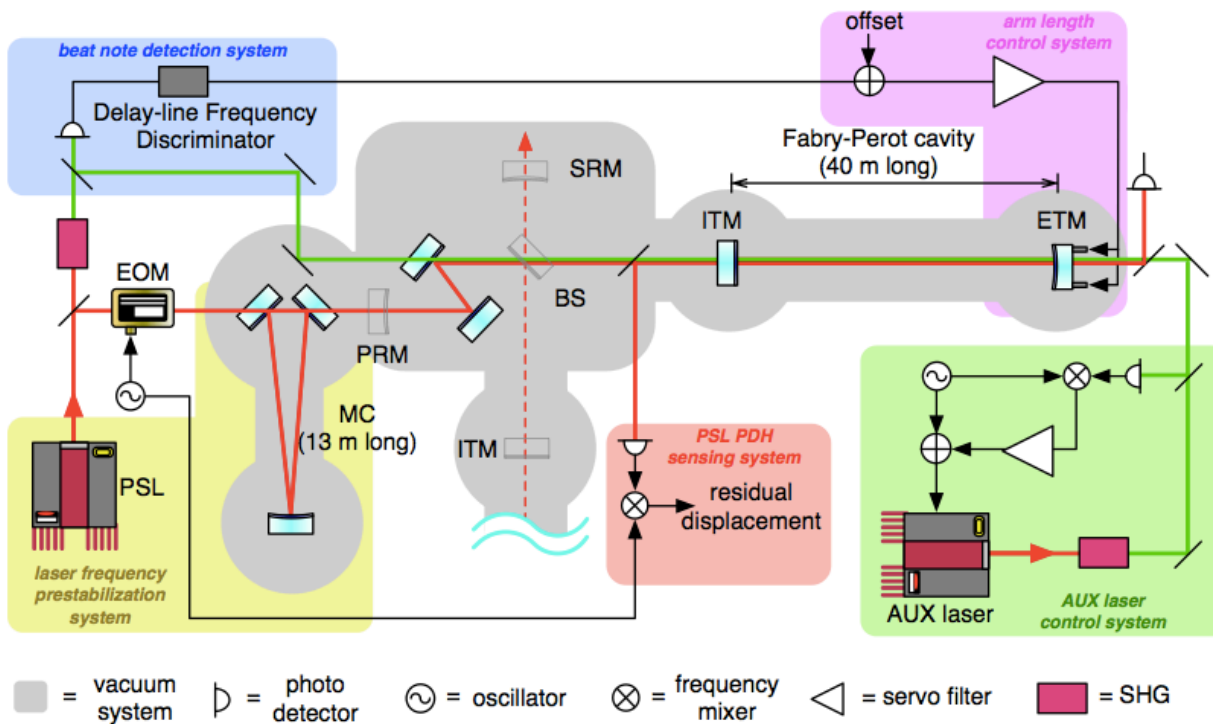 beat note detection system
Delay-line Frequency
Discriminator
offset
arm length
control system
Fabry-Perot cavity
(40 m long)
SRM
ITM
ETM
EOM
BS
PRM
MC
(13 m long)
ITM
PSL
laser frequency
prestabilization
system
PSL PDH
sensing system
residual
displacement
AUX laser
AUX laser
control system
= vacuum
system
= photo
detector
= oscillator
= frequency
mixer
= servo filter
= SHG